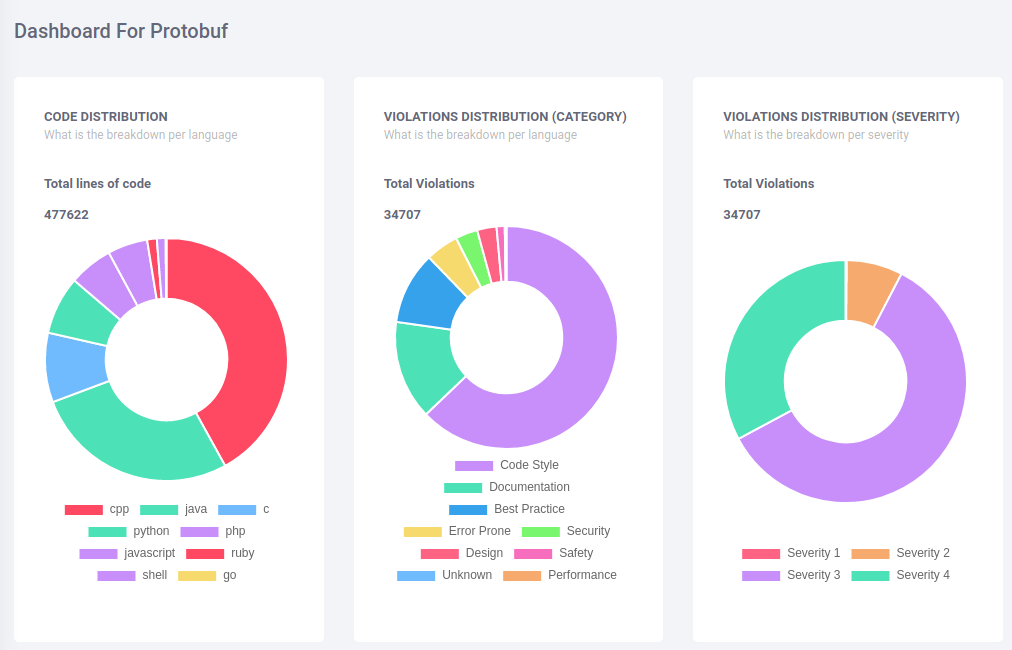 Dashboard For Protobuf
CODE DISTRIBUTION
What is the breakdown per language
Total lines of code
477622
cpp java c
python php
javascript ruby
shell go
VIOLATIONS DISTRIBUTION (CATEGORY)
What is the breakdown per language
Total Violations
34707
Code Style
Documentation
Best Practice
Error Prone Security
Design Safety
Unknown Performance
VIOLATIONS DISTRIBUTION (SEVERITY)
What is the breakdown per severity
Total Violations
34707
Severity 1 Severity 2
Severity 3 Severity 4